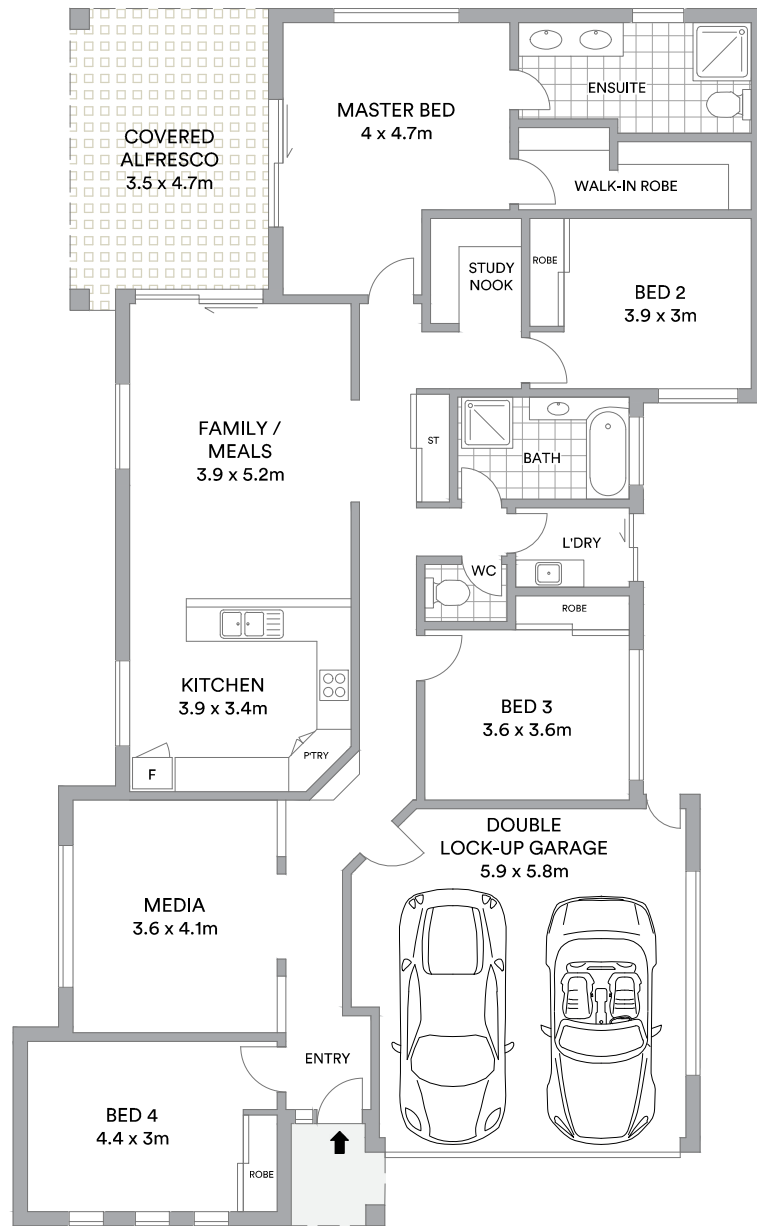 ENSUITE
MASTER BED
4 x 4.7m
COVERED
ALFRESCO
3.5 x 4.7m
WALK-IN ROBE
STUDY
NOOK
ROBE
BED 2
3.9 x 3m
FAMILY /
MEALS
3.9 x 5.2m
ST
BATH
L'DRY
WC
ROBE
KITCHEN
3.9 x 3.4m
BED 3
3.6 x 3.6m
P'TRY
F
DOUBLE
LOCK-UP GARAGE
5.9 x 5.8m
MEDIA
3.6 x 4.1m
ENTRY
BED 4
4.4 x 3m
ROBE